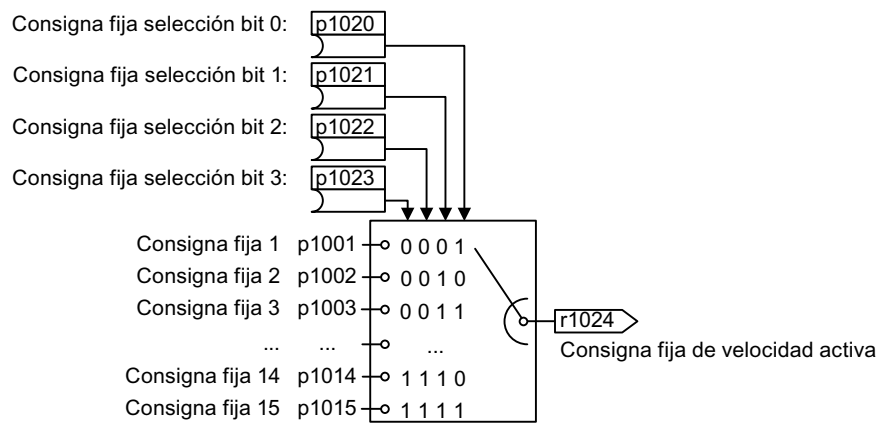 Consigna fija selección bit 0: p1020
Consigna fija selección bit 1: p1021
Consigna fija selección bit 2: p1022
Consigna fija selección bit 3: p1023
Consigna fija 1 p1001 0 0 0 1
Consigna fija 2 p1002 0 0 1 0
Consigna fija 3 p1003 0 0 1 1
... ... ...
Consigna fija 14 p1014 1 1 1 0
Consigna fija 15 p1015 1 1 1 1
r1024
Consigna fija de velocidad activa